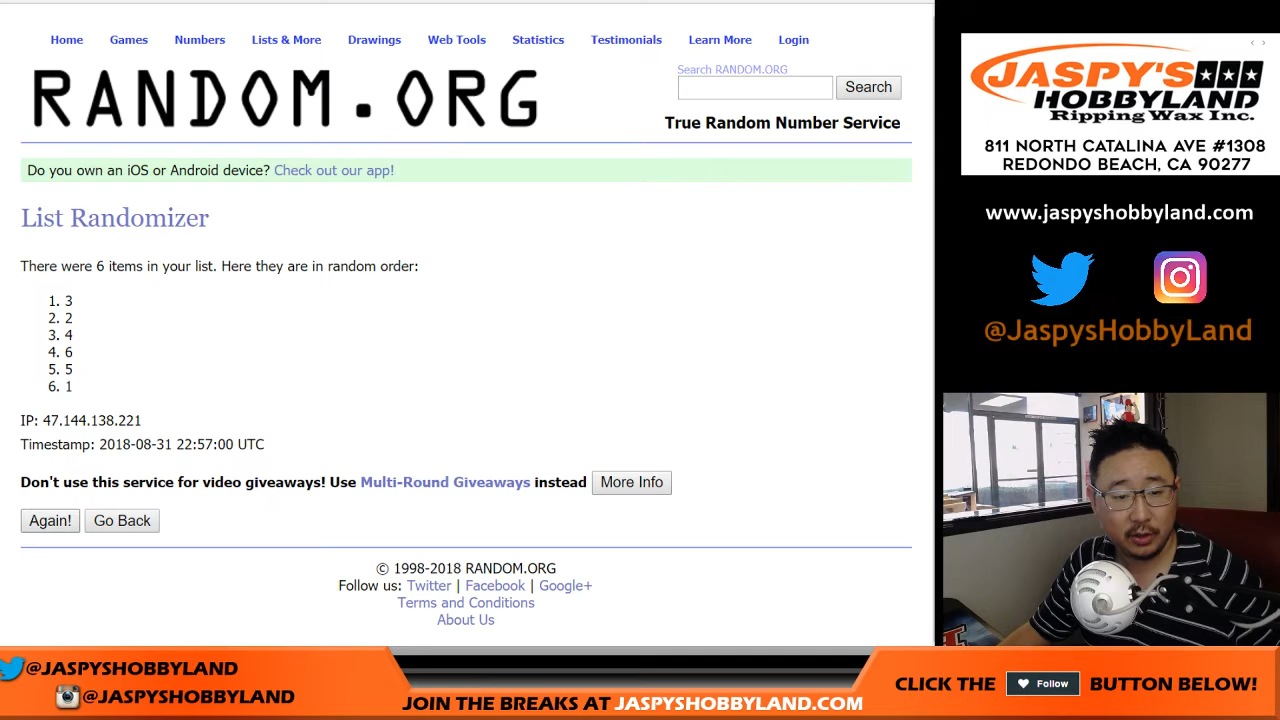 Home Games Numbers Lists & More Drawings Web Tools Statistics Testimonials Learn More Login
RANDOM.ORG
Search RANDOM.ORG
Search
True Random Number Service
Do you own an iOS or Android device? Check out our app!
List Randomizer
There were 6 items in your list. Here they are in random order:
1. 3
2. 2
3. 4
4. 6
5. 5
6. 1
IP: 47.144.138.221
Timestamp: 2018-08-31 22:57:00 UTC
Don't use this service for video giveaways! Use Multi-Round Giveaways instead More Info
Again! Go Back
© 1998-2018 RANDOM.ORG
Follow us: Twitter | Facebook | Google+
Terms and Conditions
About Us
JASPY'S
HOBBYLAND
Ripping Wax Inc.
811 NORTH CATALINA AVE #1308
REDONDO BEACH, CA 90277
www.jaspyshobbyland.com
@JaspysHobbyLand
@JASPYSHOBBYLAND
@JASPYSHOBBYLAND
JOIN THE BREAKS AT JASPYSHOBBYLAND.COM
CLICK THE Follow BUTTON BELOW!